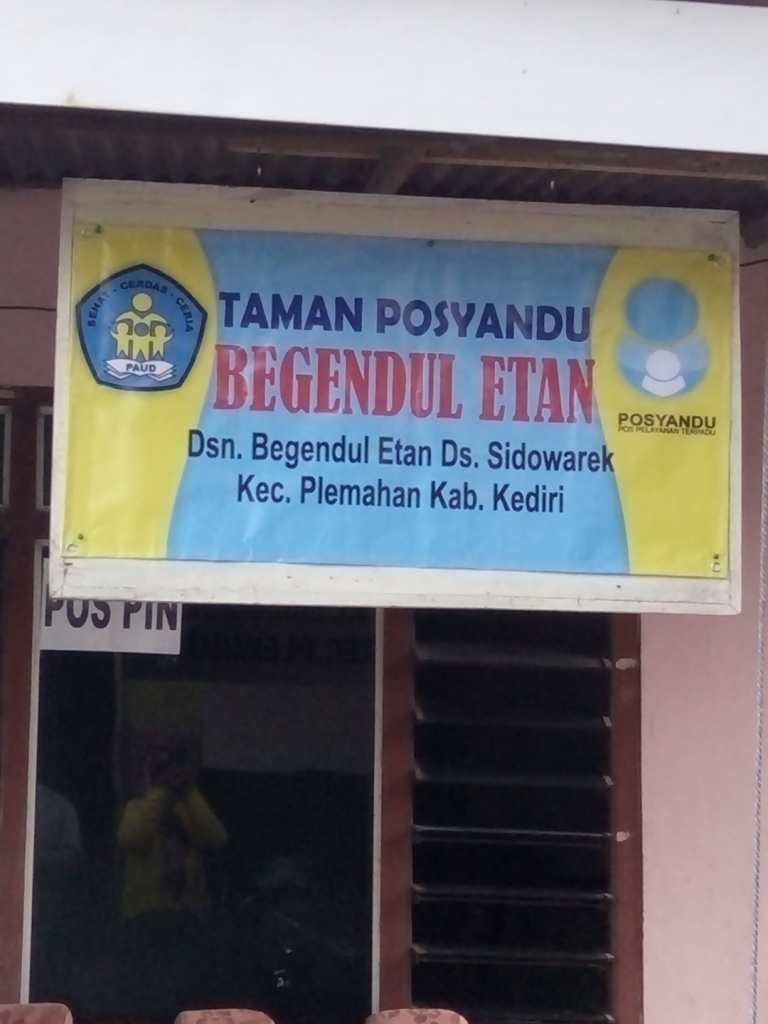 SEHAT - CERDAS - CERIA
PAUD
TAMAN POSYANDU
BEGENDUL ETAN
Dsn. Begendul Etan Ds. Sidowarek
Kec. Plemahan Kab. Kediri
POSYANDU
POS PELAYANAN TERPADU
POS PIN